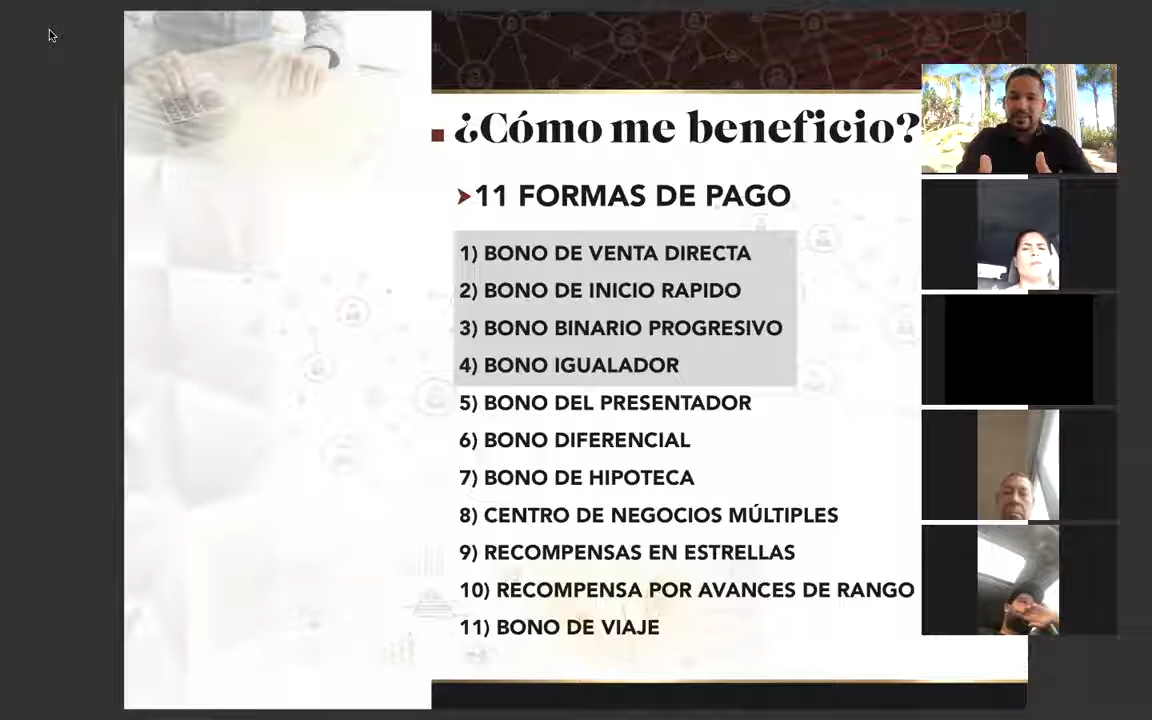 ¿Cómo me beneficio?
11 FORMAS DE PAGO
1) BONO DE VENTA DIRECTA
2) BONO DE INICIO RAPIDO
3) BONO BINARIO PROGRESIVO
4) BONO IGUALADOR
5) BONO DEL PRESENTADOR
6) BONO DIFERENCIAL
7) BONO DE HIPOTECA
8) CENTRO DE NEGOCIOS MÚLTIPLES
9) RECOMPENSAS EN ESTRELLAS
10) RECOMPENSA POR AVANCES DE RANGO
11) BONO DE VIAJE